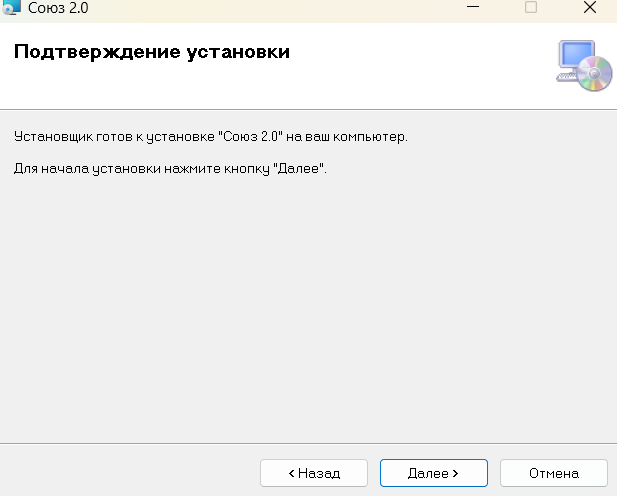 Союз 2.0
Подтверждение установки
Установщик готов к установке "Союз 2.0" на ваш компьютер.
Для начала установки нажмите кнопку "Далее".
< Назад
Далее >
Отмена